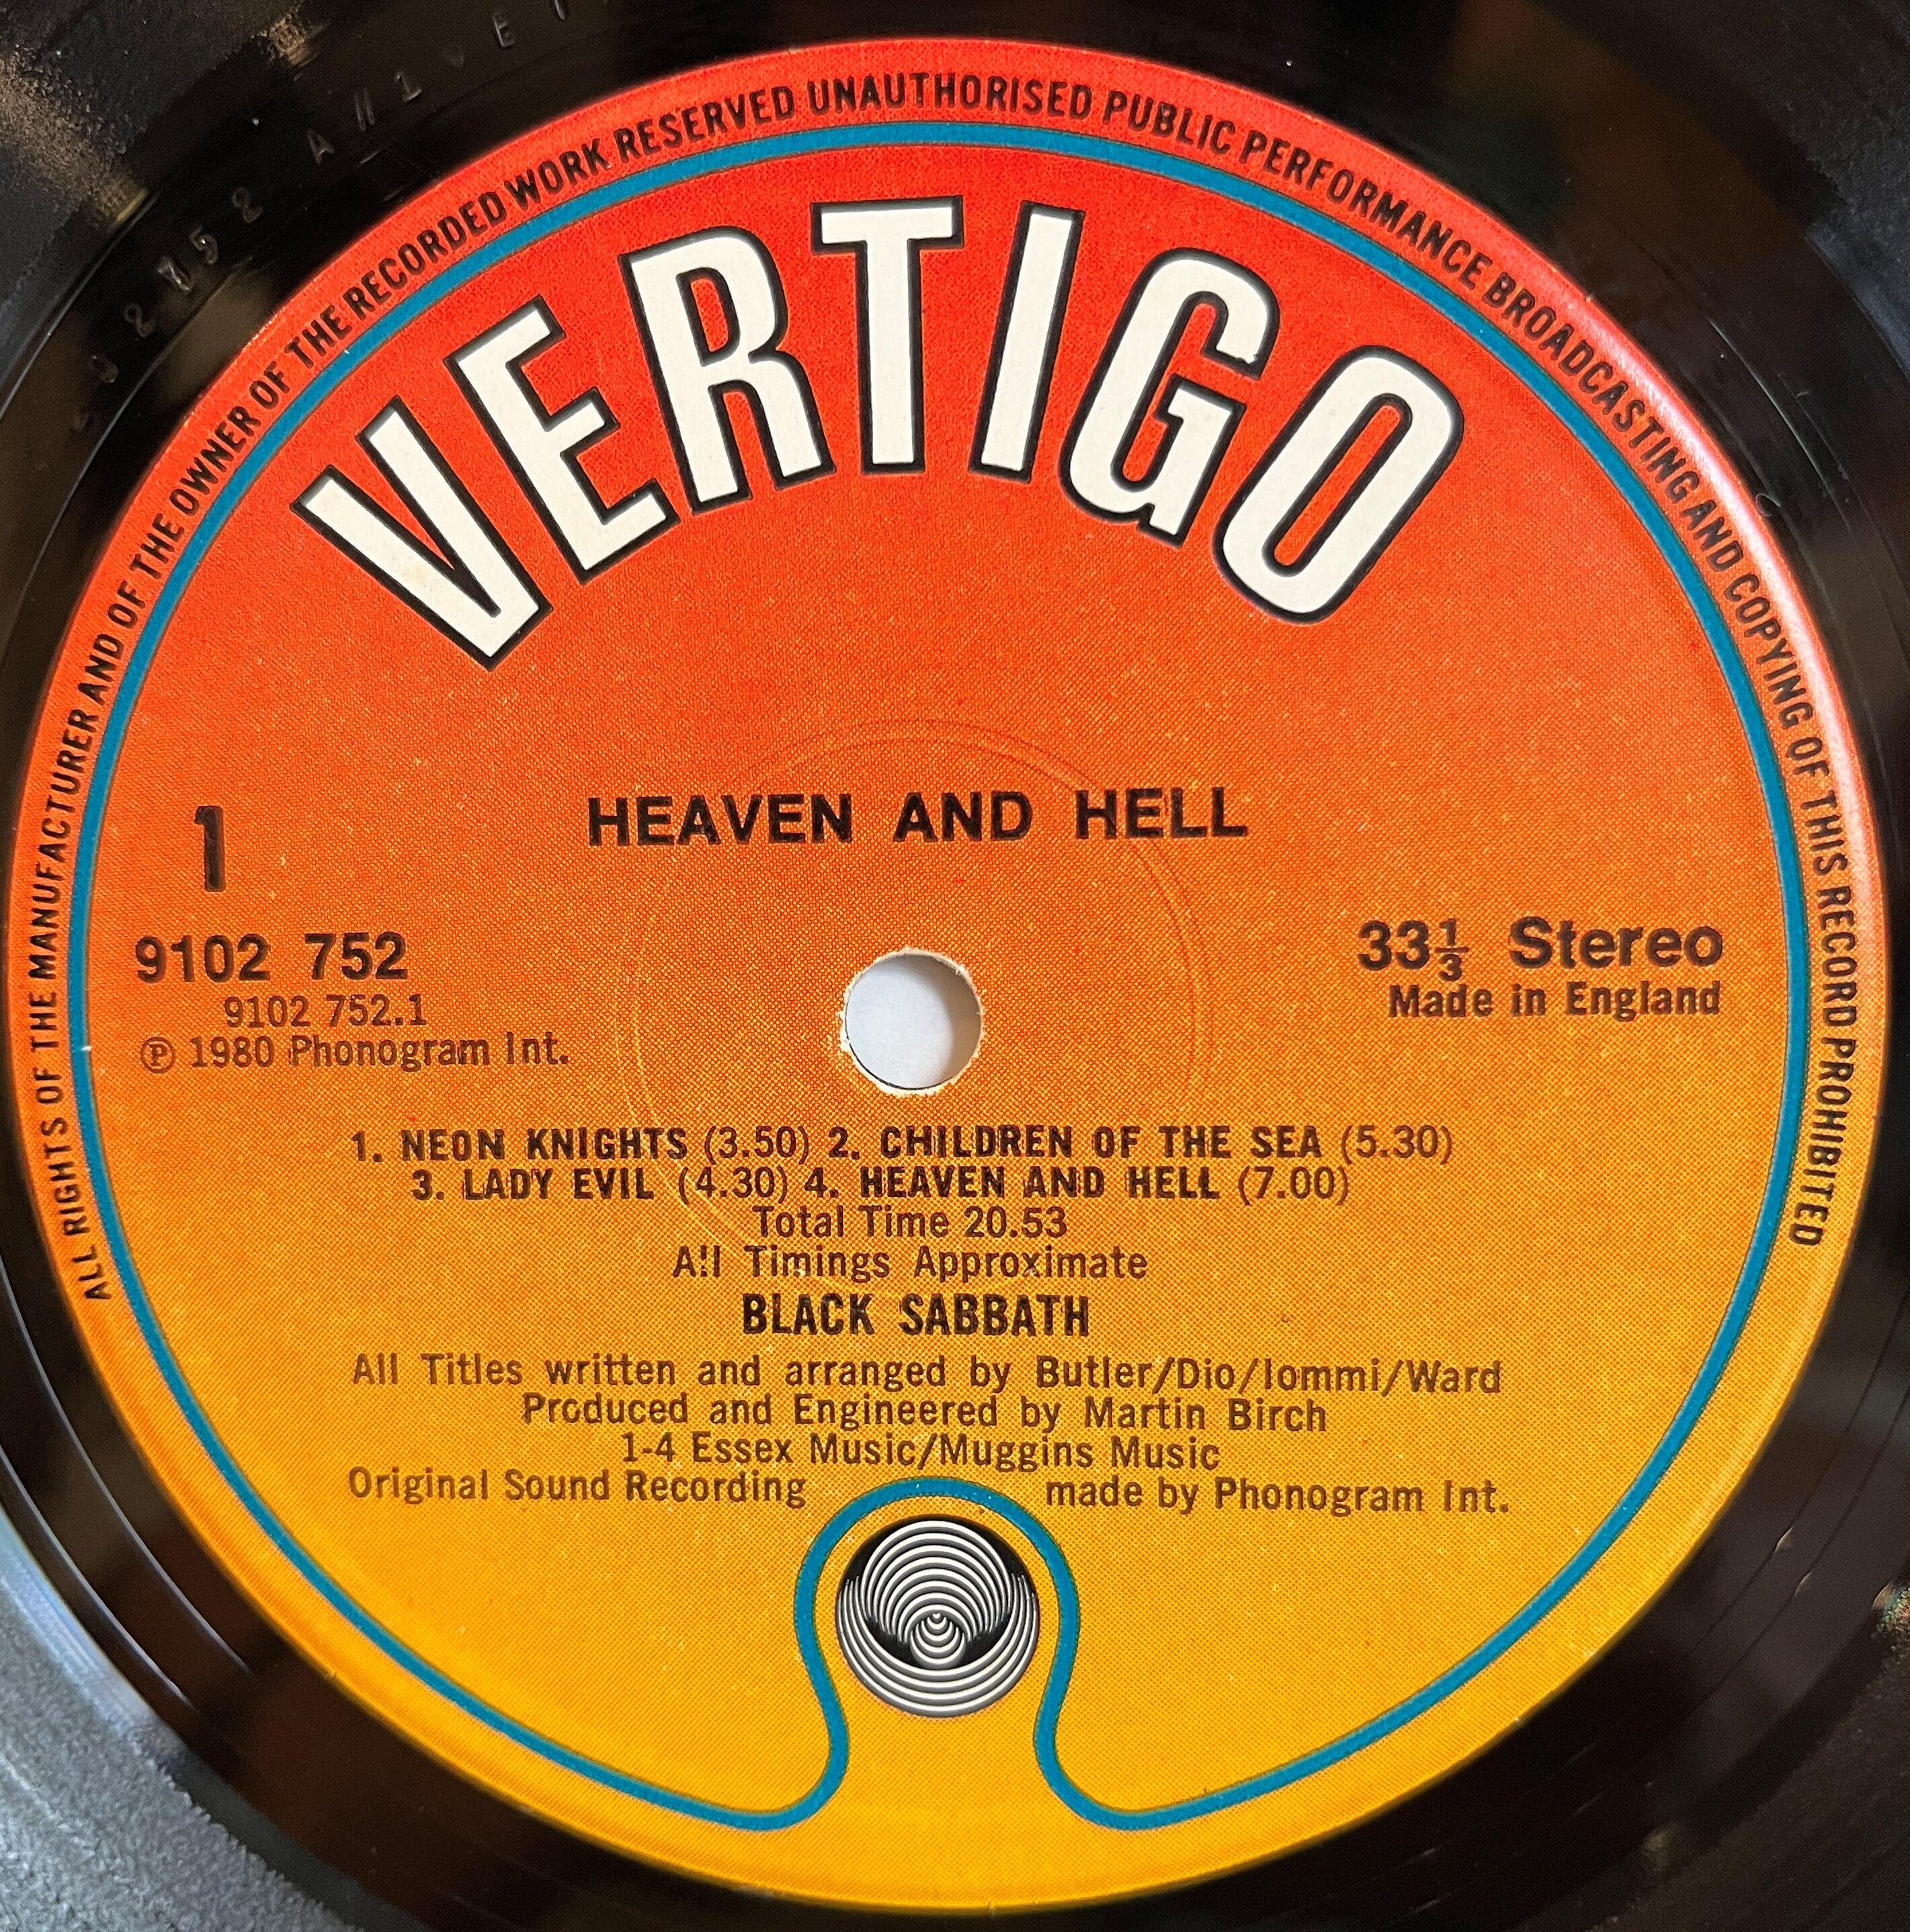 ALL RIGHTS OF THE MANUFACTURER AND OF THE OWNER OF THE RECORDED WORK RESERVED UNAUTHORISED PUBLIC PERFORMANCE BROADCASTING AND COPYING OF THIS RECORD PROHIBITED
VERTIGO
HEAVEN AND HELL
1
9102 752
9102 752.1
℗ 1980 Phonogram Int.
33⅓ Stereo
Made in England
1. NEON KNIGHTS (3.50) 2. CHILDREN OF THE SEA (5.30)
3. LADY EVIL (4.30) 4. HEAVEN AND HELL (7.00)
Total Time 20.53
All Timings Approximate
BLACK SABBATH
All Titles written and arranged by Butler/Dio/Iommi/Ward
Produced and Engineered by Martin Birch
1-4 Essex Music/Muggins Music
Original Sound Recording made by Phonogram Int.